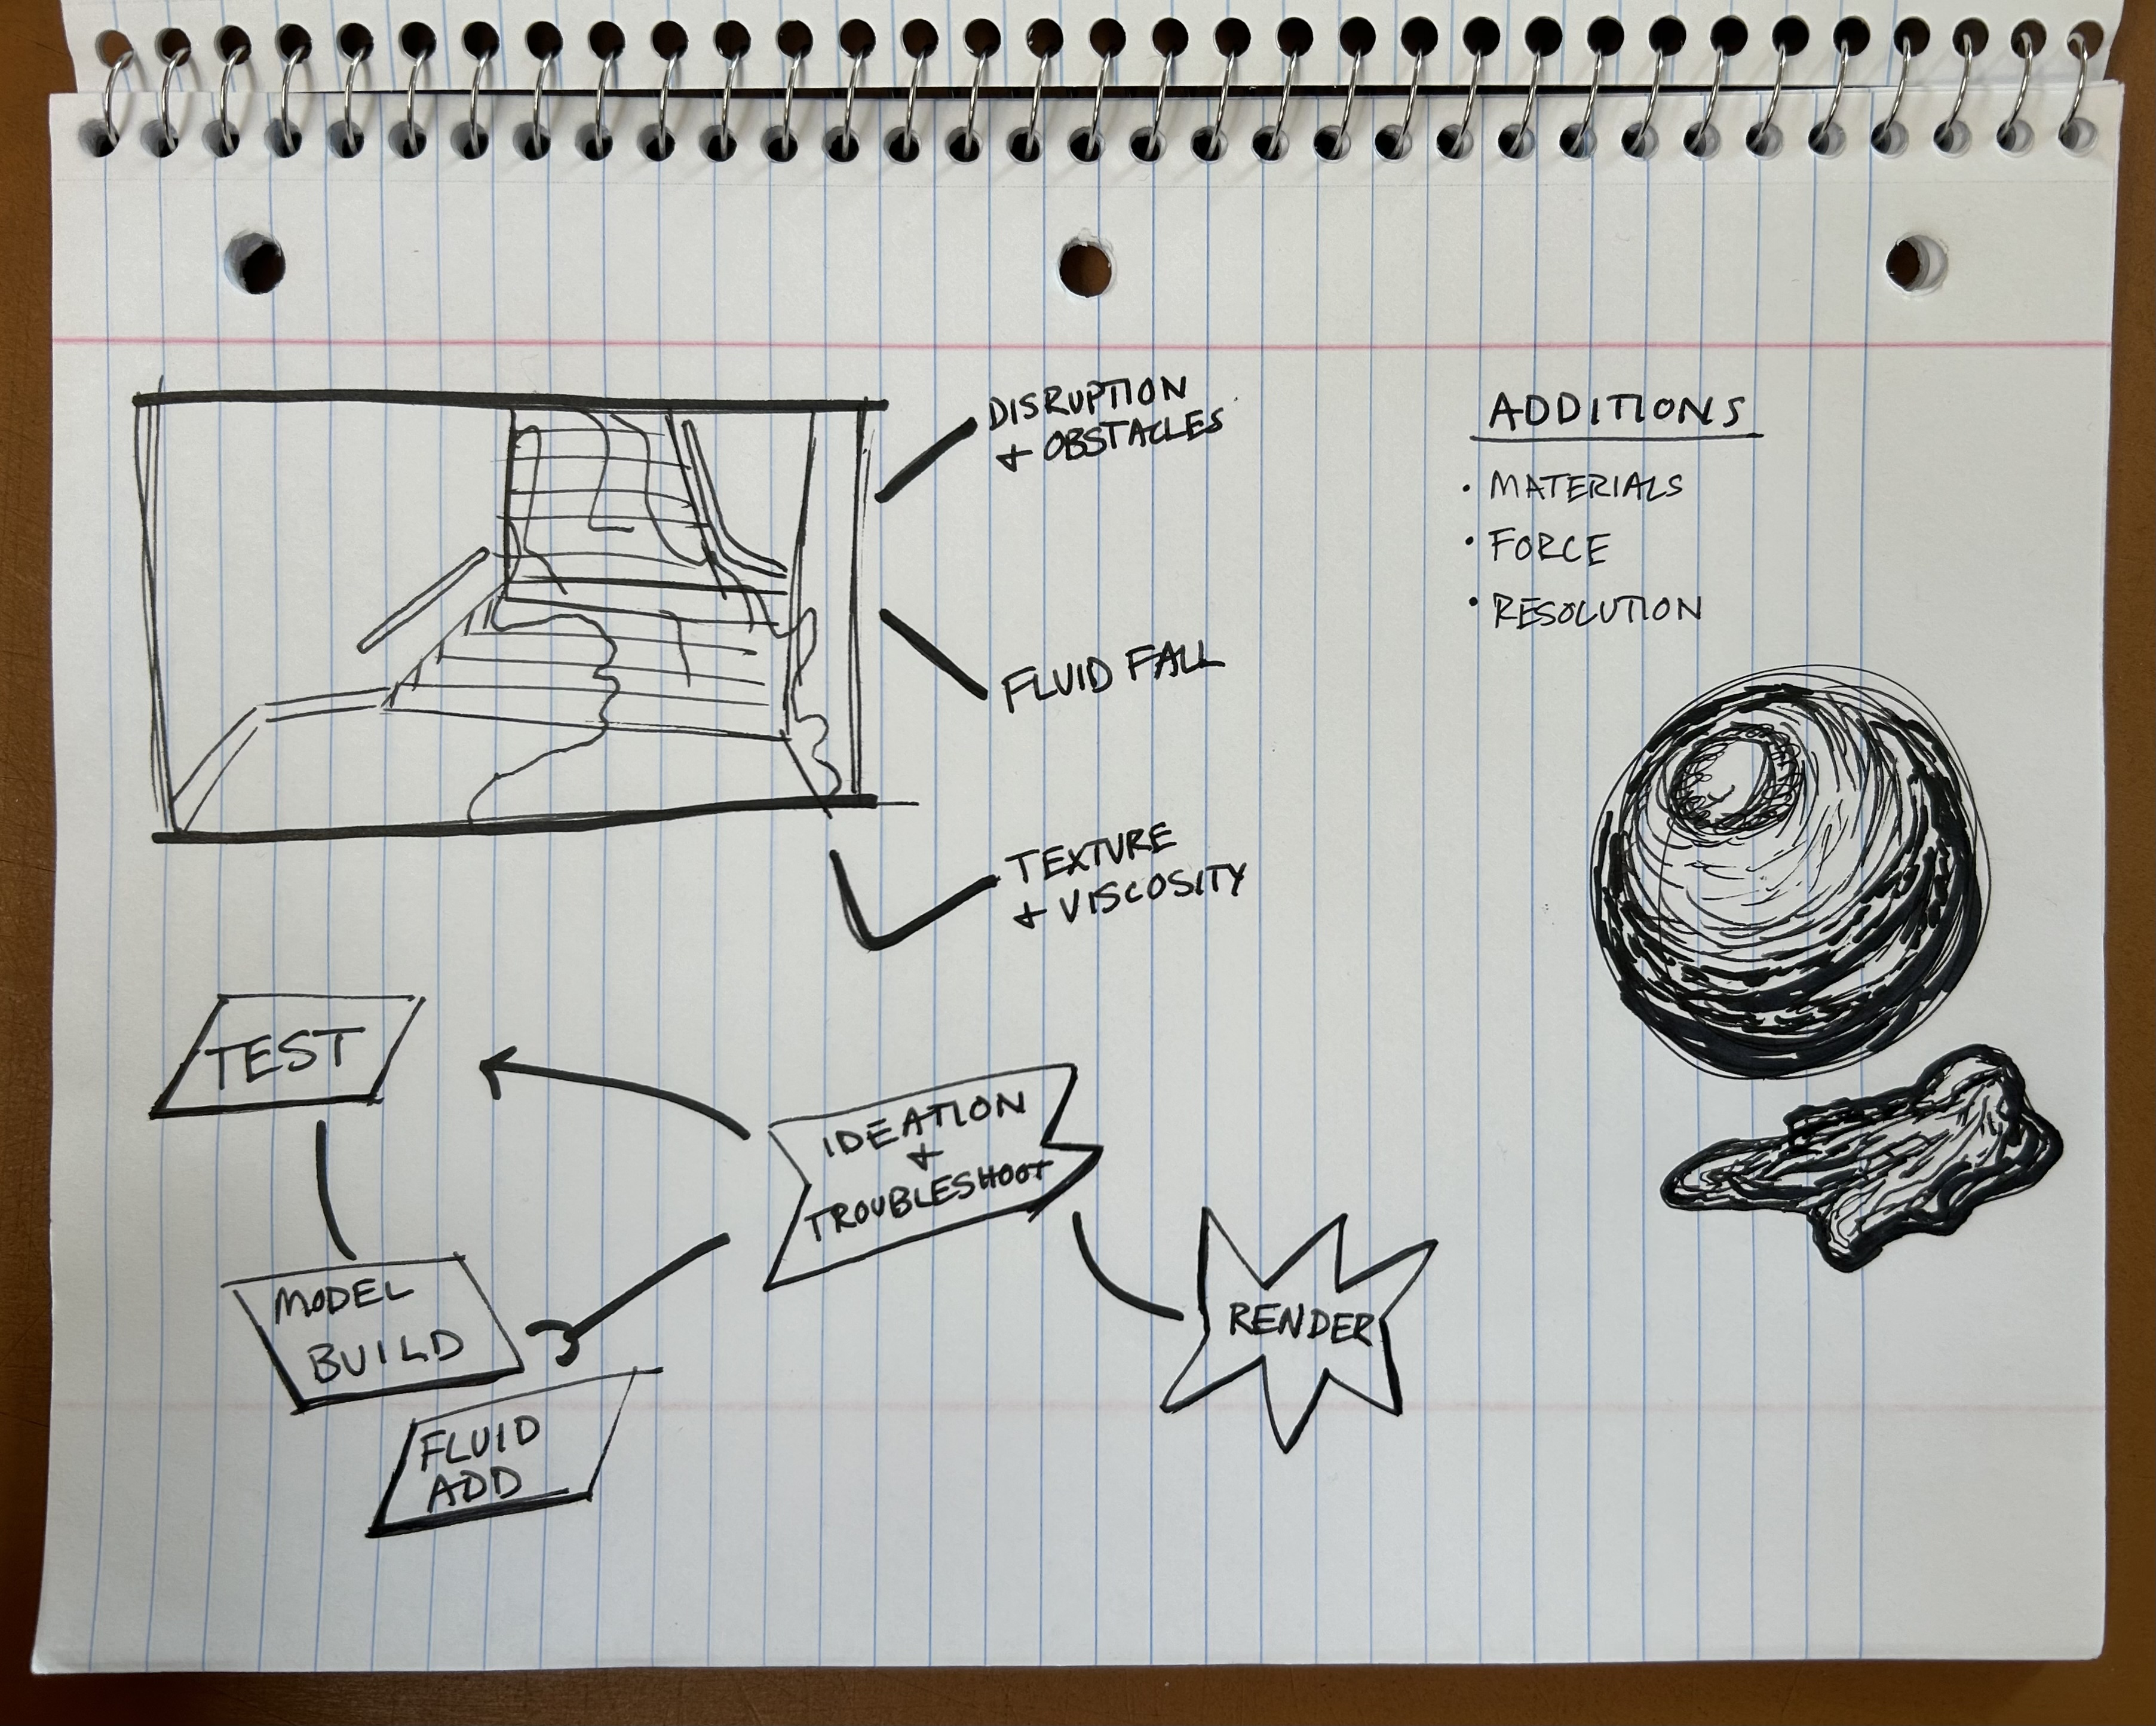 DISRUPTION
+ OBSTACLES
FLUID FALL
TEXTURE
+ VISCOSITY
ADDITIONS
• MATERIALS
• FORCE
• RESOLUTION
TEST
MODEL
BUILD
FLUID
ADD
IDEATION
+
TROUBLESHOOT
RENDER